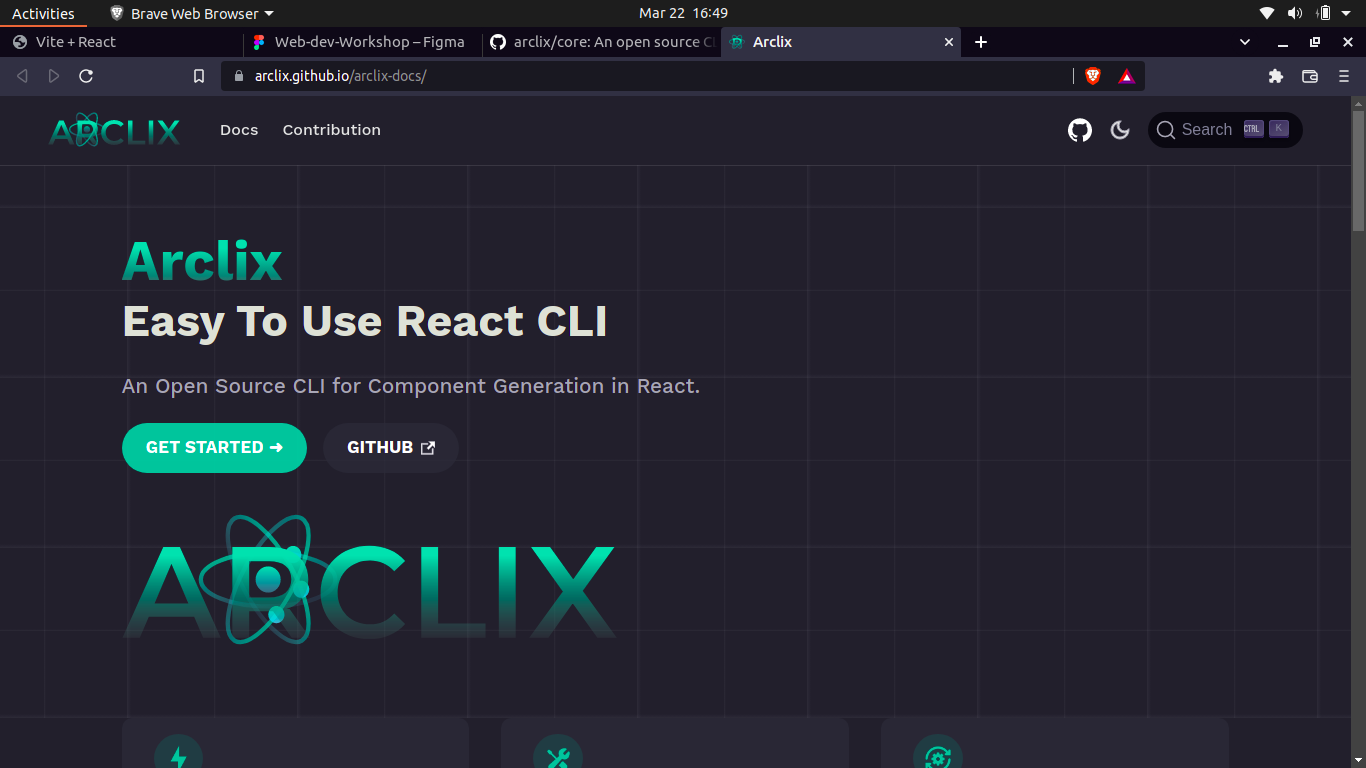 Activities Brave Web Browser Mar 22 16:49
Vite + React Web-dev-Workshop – Figma arclix/core: An open source CL Arclix
arclix.github.io/arclix-docs/
ARCLIX Docs Contribution Search CTRL K
Arclix
Easy To Use React CLI
An Open Source CLI for Component Generation in React.
GET STARTED ➜ GITHUB
ARCLIX